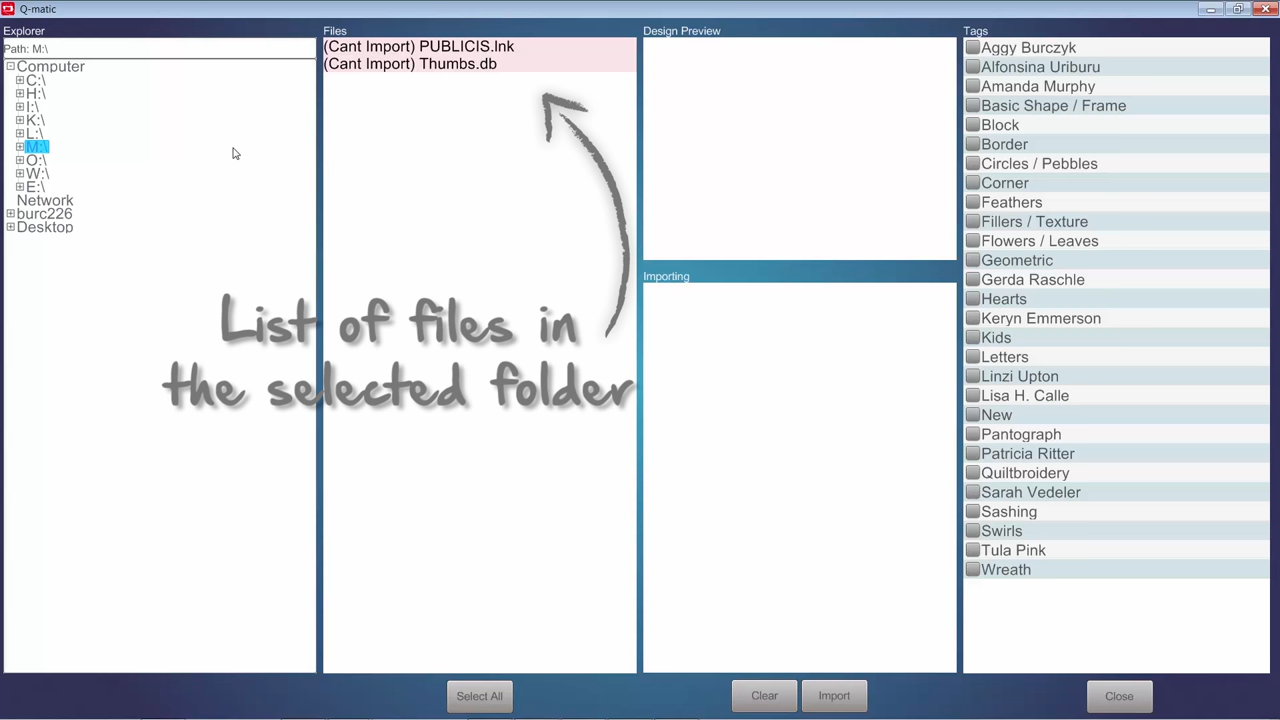 Q-matic
Explorer
Path: M:\
Computer
C:\
H:\
I:\
K:\
L:\
M:\
O:\
W:\
E:\
Network
burc226
Desktop
Files
(Cant Import) PUBLICIS.lnk
(Cant Import) Thumbs.db
List of files in
the selected folder
Select All
Design Preview
Importing
Clear
Import
Tags
Aggy Burczyk
Alfonsina Uriburu
Amanda Murphy
Basic Shape / Frame
Block
Border
Circles / Pebbles
Corner
Feathers
Fillers / Texture
Flowers / Leaves
Geometric
Gerda Raschle
Hearts
Keryn Emmerson
Kids
Letters
Linzi Upton
Lisa H. Calle
New
Pantograph
Patricia Ritter
Quiltbroidery
Sarah Vedeler
Sashing
Swirls
Tula Pink
Wreath
Close